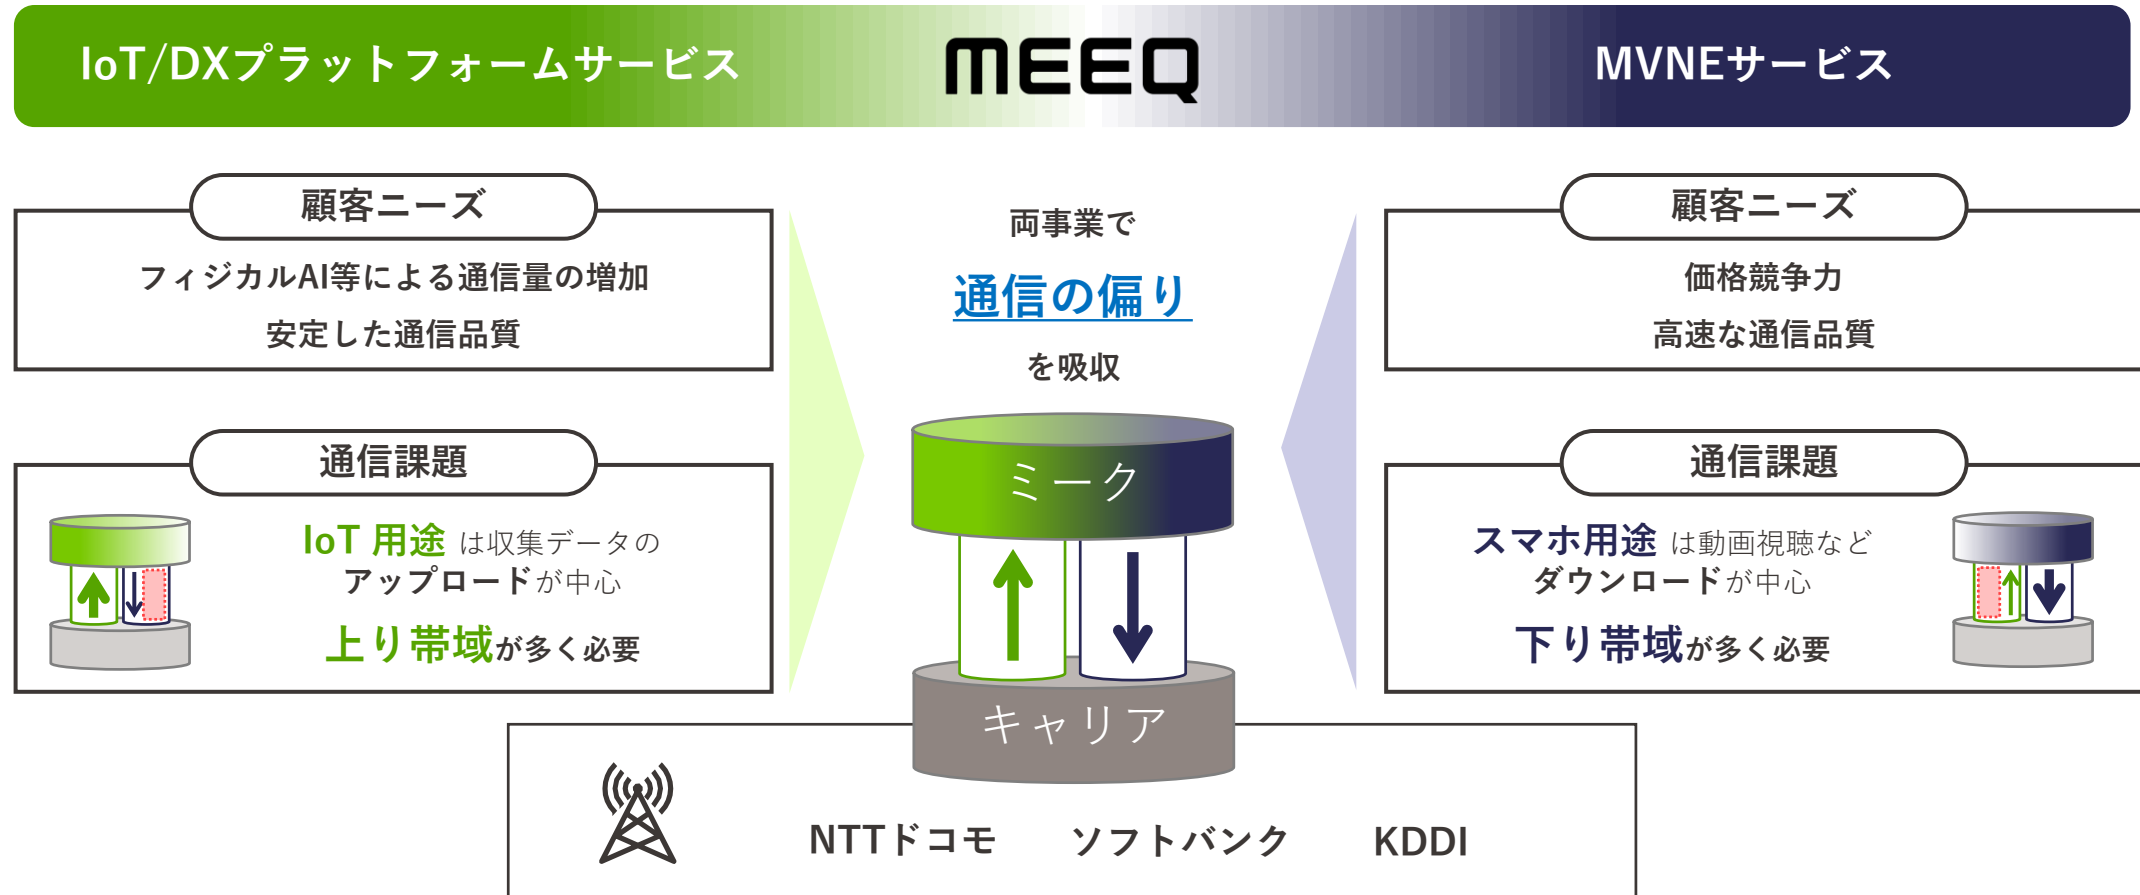 IoT/DXプラットフォームサービス
MEEQ
MVNEサービス
顧客ニーズ
フィジカルAI等による通信量の増加
安定した通信品質
通信課題
IoT 用途 は収集データの
アップロードが中心
上り帯域が多く必要
両事業で
通信の偏り
を吸収
ミーク
キャリア
顧客ニーズ
価格競争力
高速な通信品質
通信課題
スマホ用途 は動画視聴など
ダウンロードが中心
下り帯域が多く必要
NTTドコモ ソフトバンク KDDI